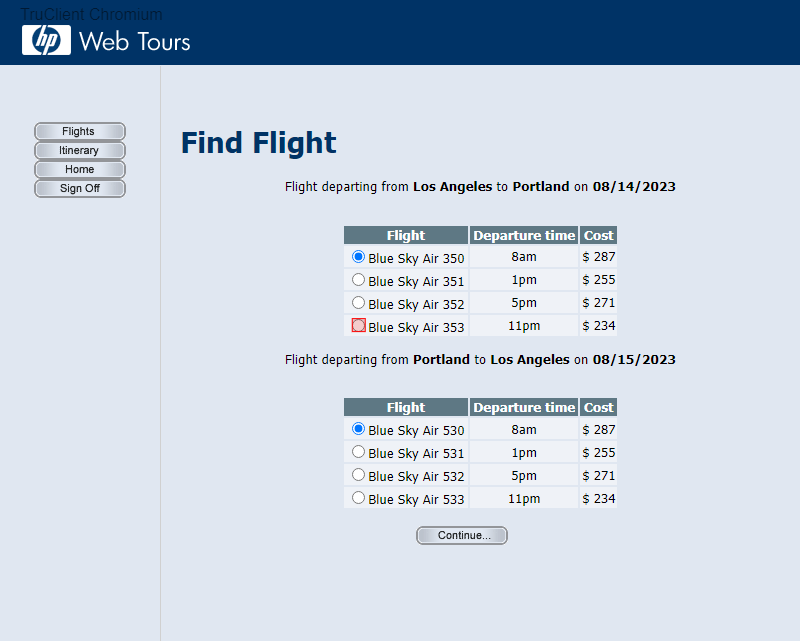 TruClient Chromium
hp Web Tours
Flights
Itinerary
Home
Sign Off
Find Flight
Flight departing from Los Angeles to Portland on 08/14/2023
Flight Departure time Cost
Blue Sky Air 350 8am $ 287
Blue Sky Air 351 1pm $ 255
Blue Sky Air 352 5pm $ 271
Blue Sky Air 353 11pm $ 234
Flight departing from Portland to Los Angeles on 08/15/2023
Flight Departure time Cost
Blue Sky Air 530 8am $ 287
Blue Sky Air 531 1pm $ 255
Blue Sky Air 532 5pm $ 271
Blue Sky Air 533 11pm $ 234
Continue...